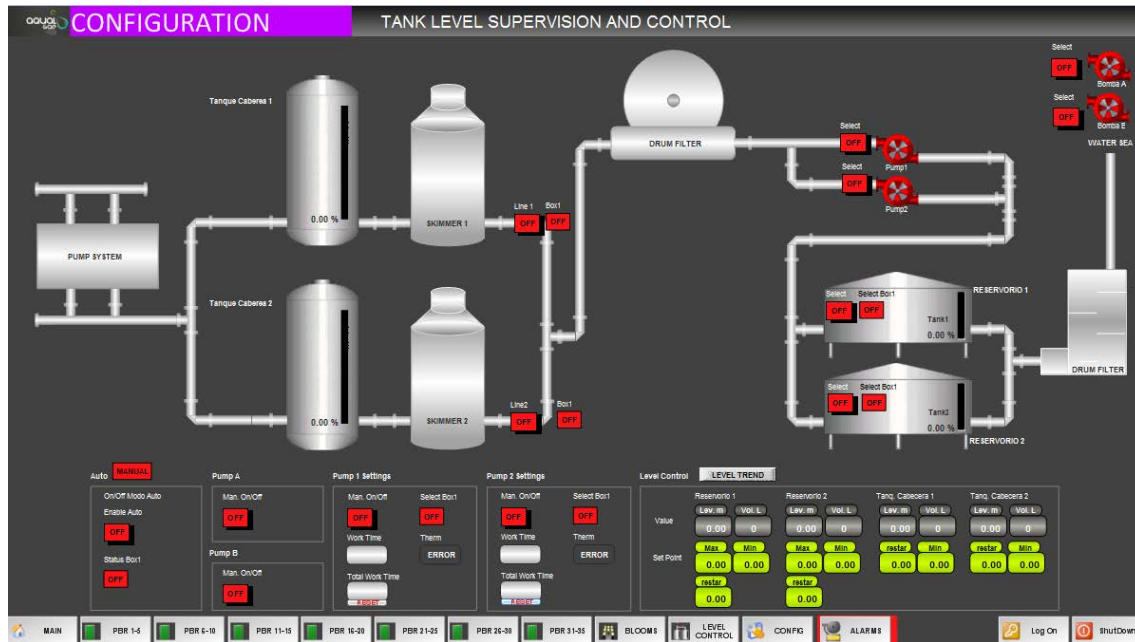 aqual gap CONFIGURATION TANK LEVEL SUPERVISION AND CONTROL
Select
OFF
Bomba A
Select
OFF
Bomba B
WATER SEA
Tanque Caberea 1
0.00 %
SKIMMER 1
Line 1 Box1
OFF OFF
DRUM FILTER
Select
OFF
Pump1
Select
OFF
Pump2
PUMP SYSTEM
Tanque Caberea 2
0.00 %
SKIMMER 2
Line2 Box1
OFF OFF
RESERVORIO 1
Select Select Box1
OFF OFF
Tank1
0.00 %
DRUM FILTER
Select Select Box1
OFF OFF
Tank2
0.00 %
RESERVORIO 2
Auto MANUAL
On/Off Modo Auto
Enable Auto
OFF
Status Box1
OFF
Pump A
Man. On/Off
OFF
Pump B
Man. On/Off
OFF
Pump 1 Settings
Man. On/Off Select Box1
OFF OFF
Work Time Therm
ERROR
Total Work Time
RESET
Pump 2 Settings
Man. On/Off Select Box1
OFF OFF
Work Time Therm
ERROR
Total Work Time
RESET
Level Control LEVEL TREND
Reservorio 1 Reservorio 2 Tanq. Cabecera 1 Tanq. Cabecera 2
Lev. m Vol. L Lev. m Vol. L Lev. m Vol. L Lev. m Vol. L
Value 0.00 0 0.00 0 0.00 0 0.00 0
Max Min Max Min restar Min restar Min
Set Point 0.00 0.00 0.00 0.00 0.00 0.00 0.00 0.00
restar restar
0.00 0.00
MAIN PBR 1-5 PBR 6-10 PBR 11-15 PBR 16-20 PBR 21-25 PBR 26-30 PBR 31-35 BLOOMS LEVEL CONTROL CONFIG ALARMS Log On ShutDown